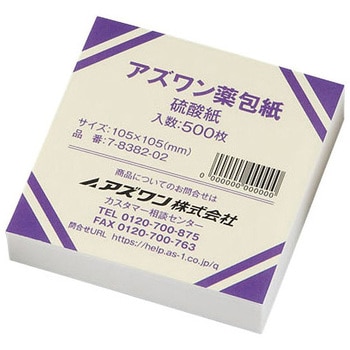 アズワン薬包紙
硫酸紙
入数:500枚
サイズ:105×105(mm)
品　番:7-8382-02
0 000000 000000
商品についてのお問合せは
アズワン株式会社
カスタマー相談センター
TEL 0120-700-875
FAX 0120-700-763
問合せURL https://help.as-1.co.jp/q